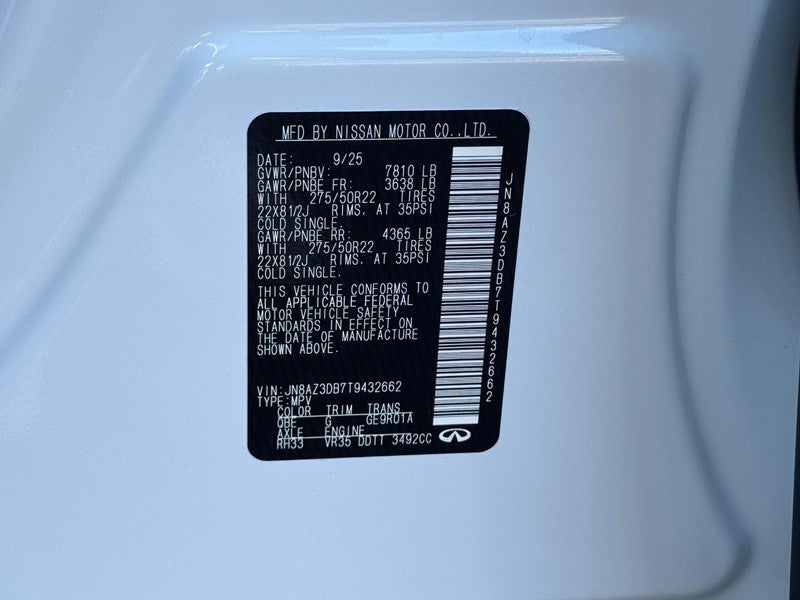 MFD BY NISSAN MOTOR CO.,LTD.
DATE: 9/25
GVWR/PNBV: 7810 LB
GAWR/PNBE FR: 3638 LB
WITH 275/50R22 TIRES
22X81/2J RIMS. AT 35PSI
COLD SINGLE.
GAWR/PNBE RR: 4365 LB
WITH 275/50R22 TIRES
22X81/2J RIMS. AT 35PSI
COLD SINGLE.
THIS VEHICLE CONFORMS TO
ALL APPLICABLE FEDERAL
MOTOR VEHICLE SAFETY
STANDARDS IN EFFECT ON
THE DATE OF MANUFACTURE
SHOWN ABOVE.
VIN:JN8AZ3DB7T9432662
TYPE:MPV
COLOR TRIM TRANS
QBE G GE9R01A
AXLE ENGINE
RH33 VR35 DDTT 3492CC
JN8AZ3DB7T9432662